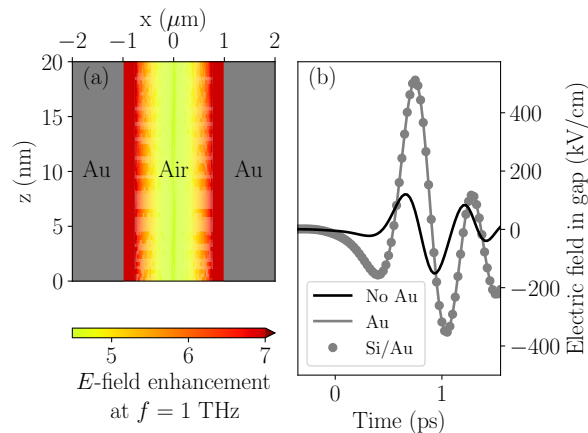 x (μm)
−2 −1 0 1 2
20
15
10
5
0
z (nm)
(a)
Au
Air
Au
5 6 7
E-field enhancement
at f = 1 THz
(b)
No Au
Au
Si/Au
0 1
Time (ps)
400
200
0
−200
−400
Electric field in gap (kV/cm)